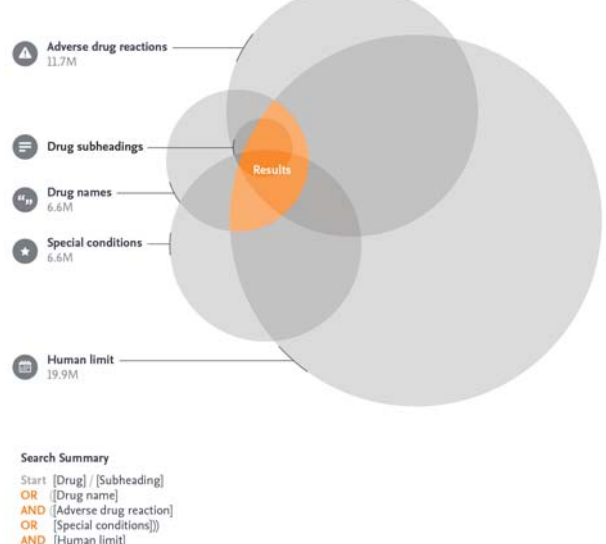 Adverse drug reactions
11.7M
Drug subheadings
Drug names
6.6M
Special conditions
6.6M
Human limit
19.9M
Results
Search Summary
Start [Drug] / [Subheading]
OR ([Drug name]
AND ([Adverse drug reaction]
OR [Special conditions]))
AND [Human limit]